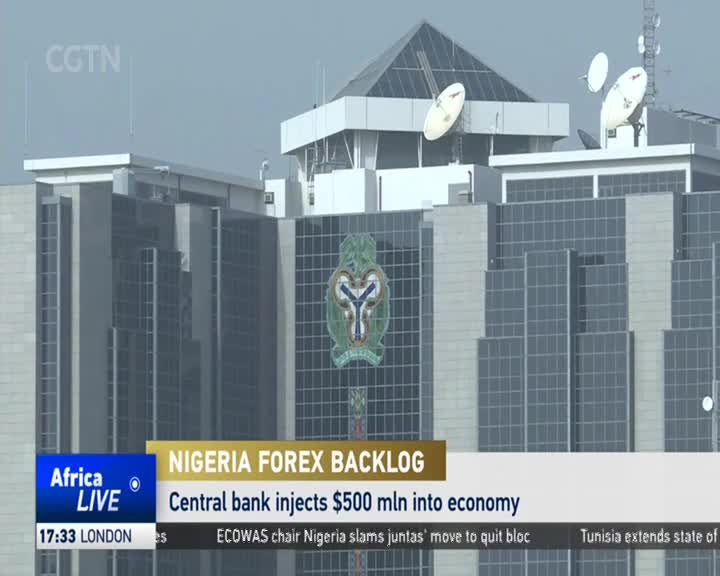 CGTN
NIGERIA FOREX BACKLOG
Africa
LIVE
Central bank injects $500 mln into economy
17:33 LONDON
es ECOWAS chair Nigeria slams juntas' move to quit bloc Tunisia extends state of